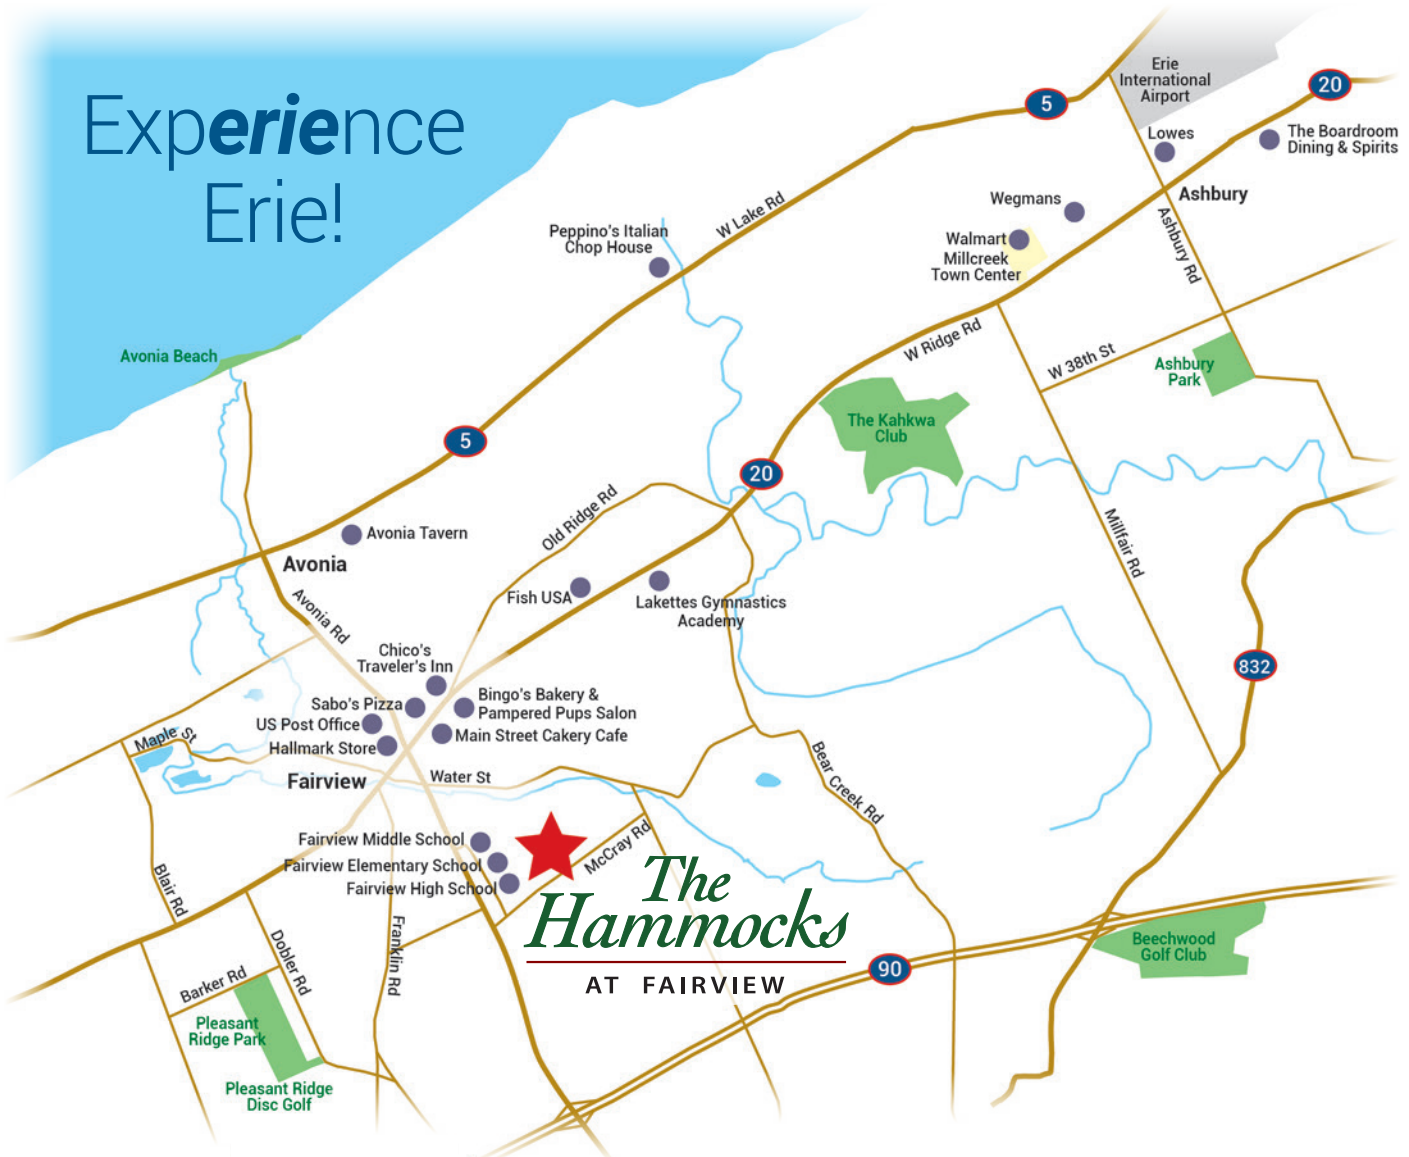 Experience
Erie!
Erie
International
Airport
20
5
Lowes
The Boardroom
Dining & Spirits
Ashbury
Wegmans
W Lake Rd
Ashbury Rd
Peppino's Italian
Chop House
Walmart
Millcreek
Town Center
W Ridge Rd
W 38th St
Avonia Beach
Ashbury
Park
The Kahkwa
Club
5
20
Old Ridge Rd
Millfair Rd
Avonia Tavern
Avonia
Avonia Rd
Fish USA
Lakettes Gymnastics
Academy
Chico's
Traveler's Inn
832
Sabo's Pizza
Bingo's Bakery &
Pampered Pups Salon
US Post Office
Main Street Cakery Cafe
Hallmark Store
Maple St
Bear Creek Rd
Fairview
Water St
Fairview Middle School
McCray Rd
Fairview Elementary School
Fairview High School
Blair Rd
The
Hammocks
AT FAIRVIEW
Franklin Rd
Dobler Rd
Beechwood
Golf Club
90
Barker Rd
Pleasant
Ridge Park
Pleasant Ridge
Disc Golf